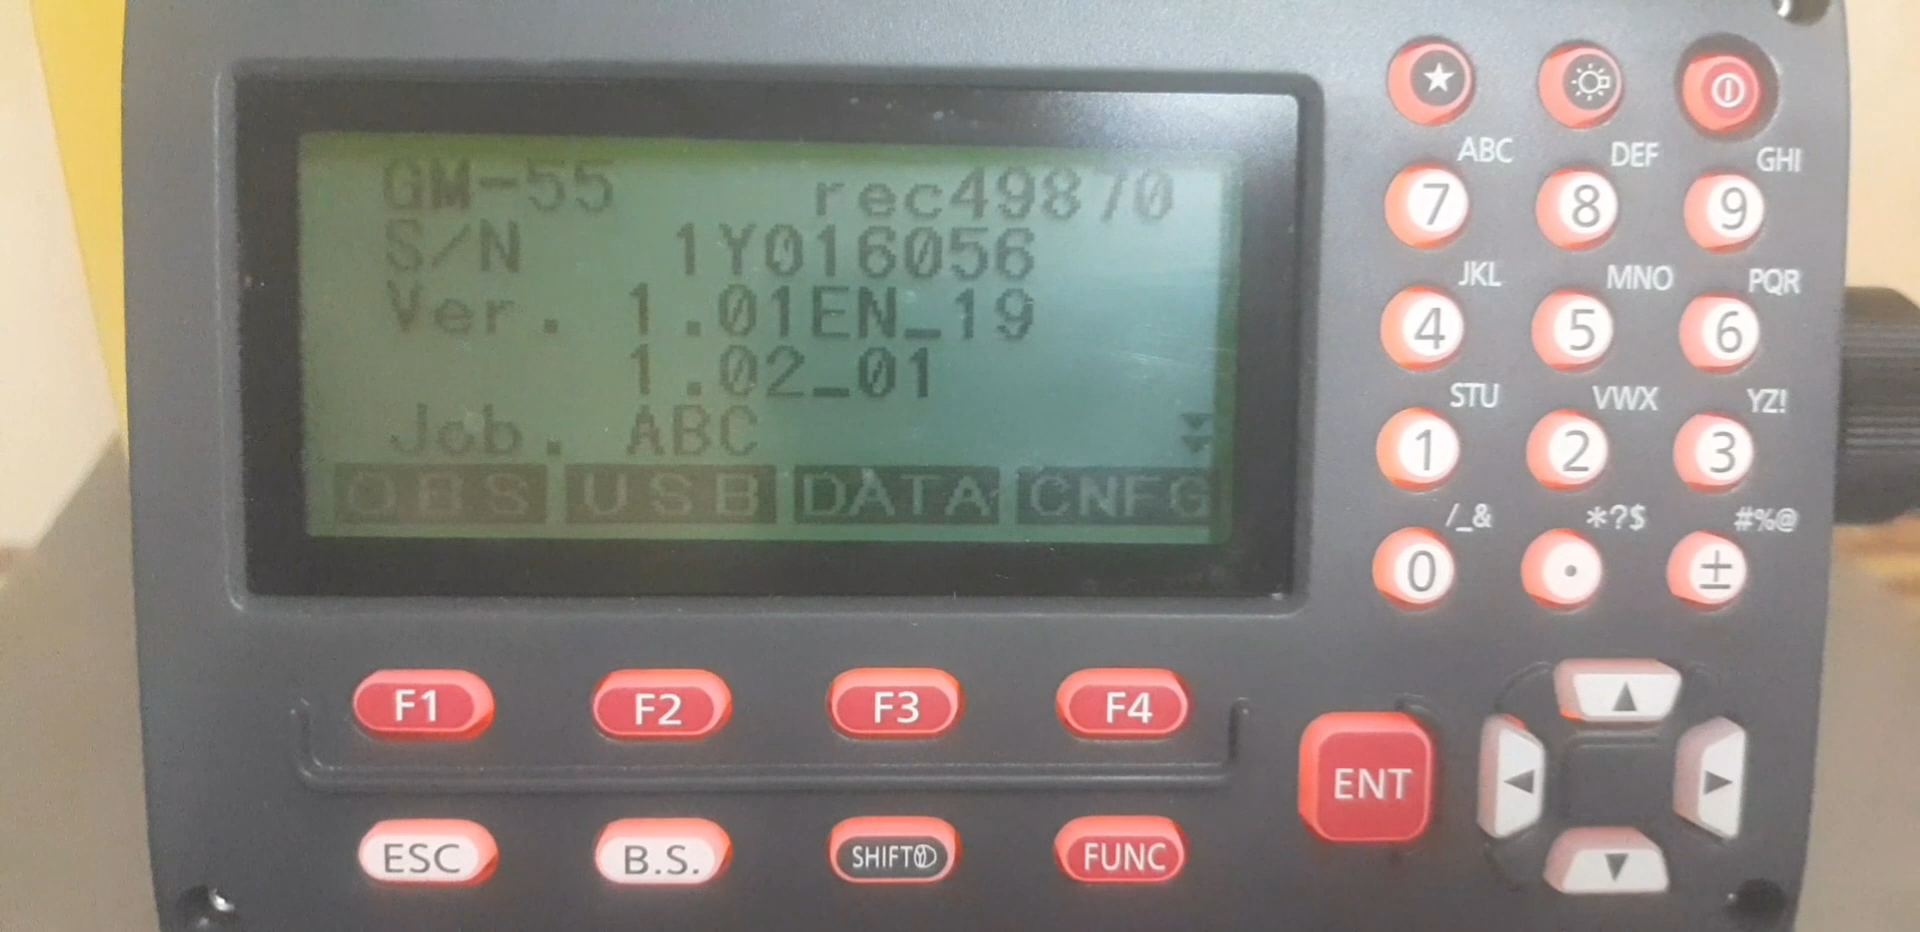 GM-55 rec49870
S/N 1Y016056
Ver. 1.01EN_19
1.02_01
Job. ABC
OBS USB DATA CNFG
ABC DEF GHI
7 8 9
JKL MNO PQR
4 5 6
STU VWX YZ!
1 2 3
/_& *?$ #%@
0 . ±
F1 F2 F3 F4
ENT
ESC B.S. SHIFT FUNC